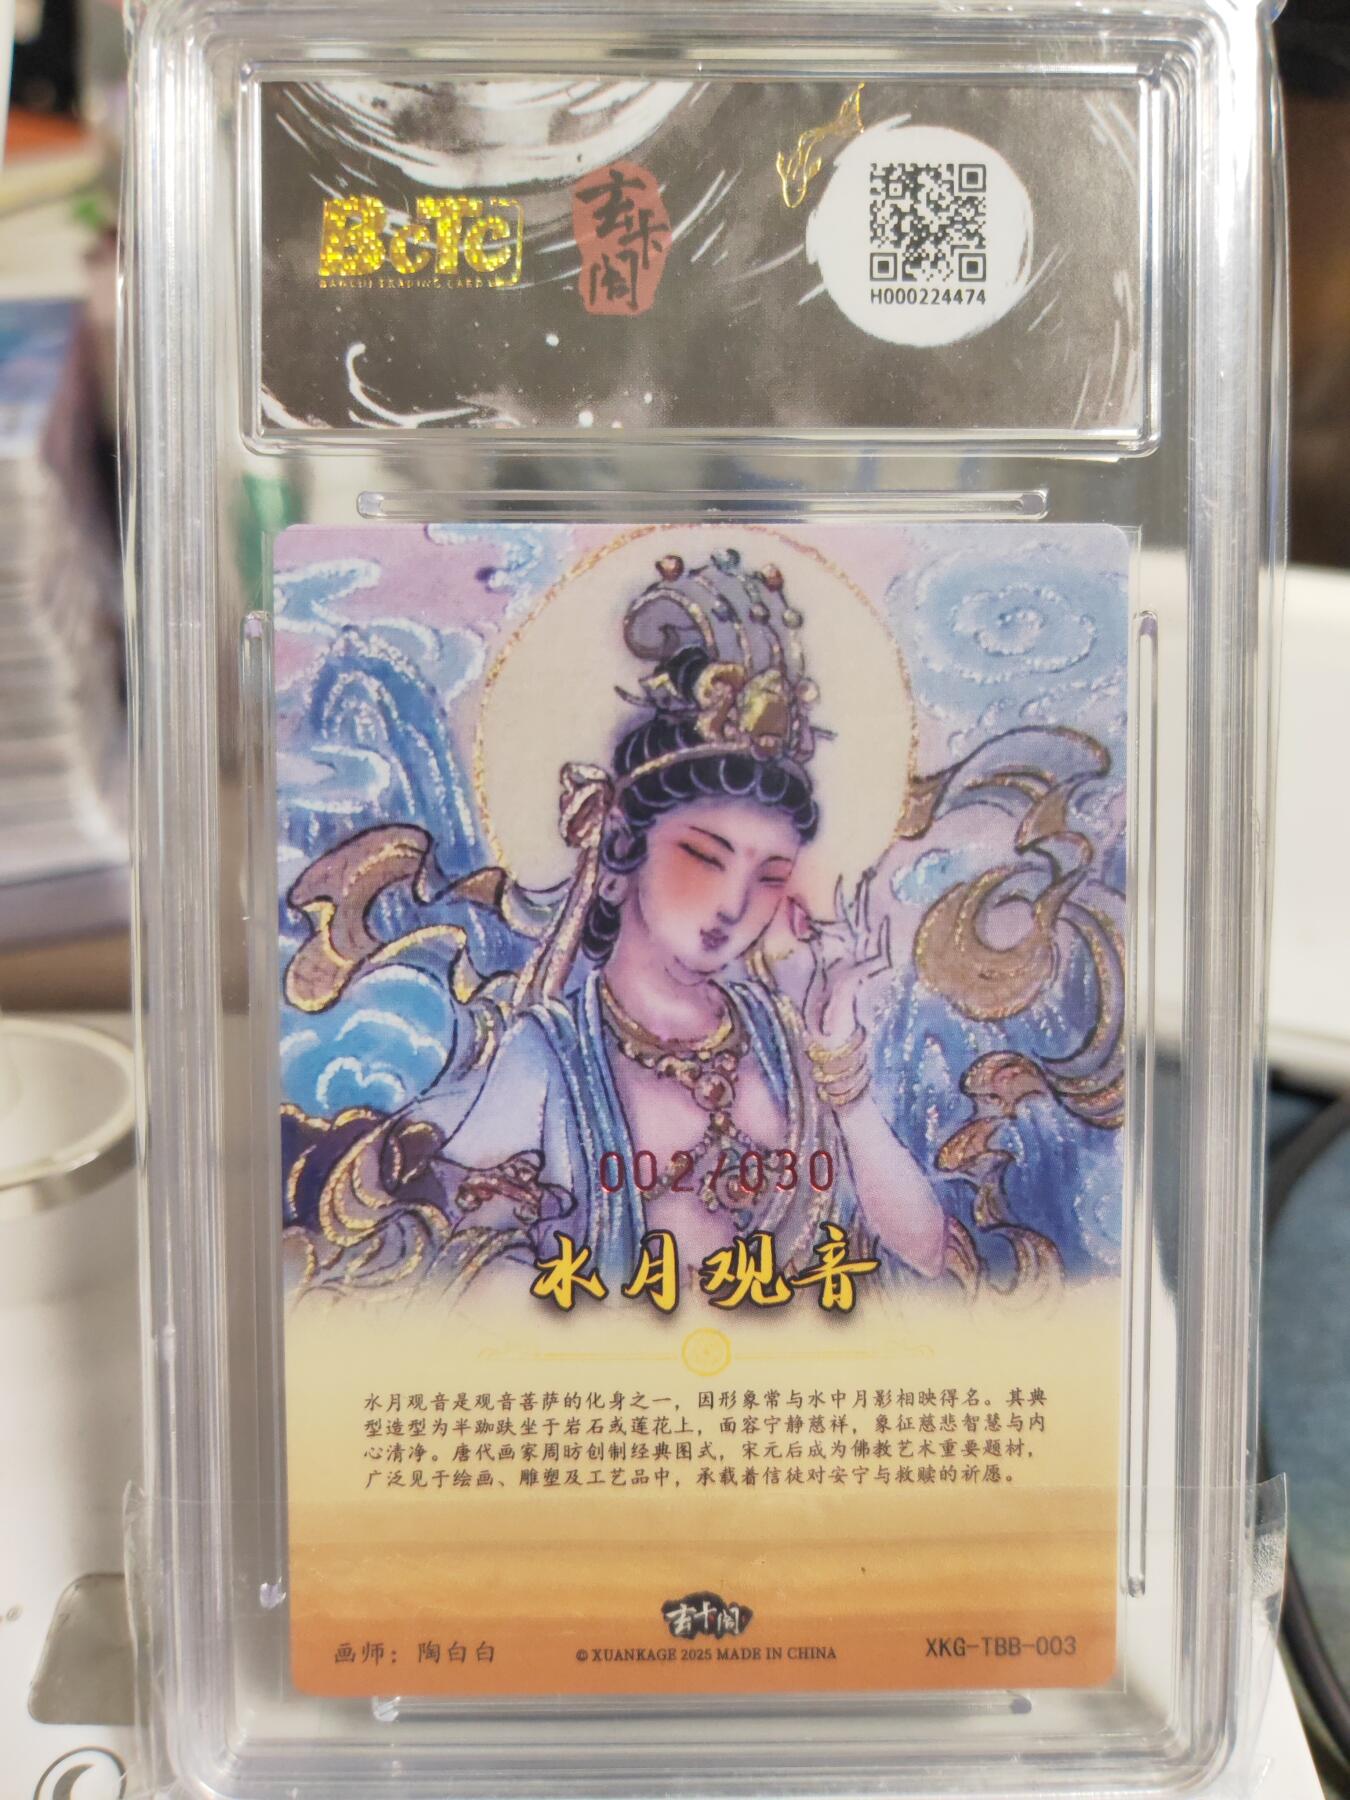 BcTc
玄卡阁
H000224474
002/030
水月观音
水月观音是观音菩萨的化身之一，因形象常与水中月影相映得名。其典
型造型为半跏趺坐于岩石或莲花上，面容宁静慈祥，象征慈悲智慧与内
心清净。唐代画家周昉创制经典图式，宋元后成为佛教艺术重要题材，
广泛见于绘画、雕塑及工艺品中，承载着信徒对安宁与救赎的祈愿。
玄卡阁
画师：陶白白
© XUANKAGE 2025 MADE IN CHINA
XKG-TBB-003